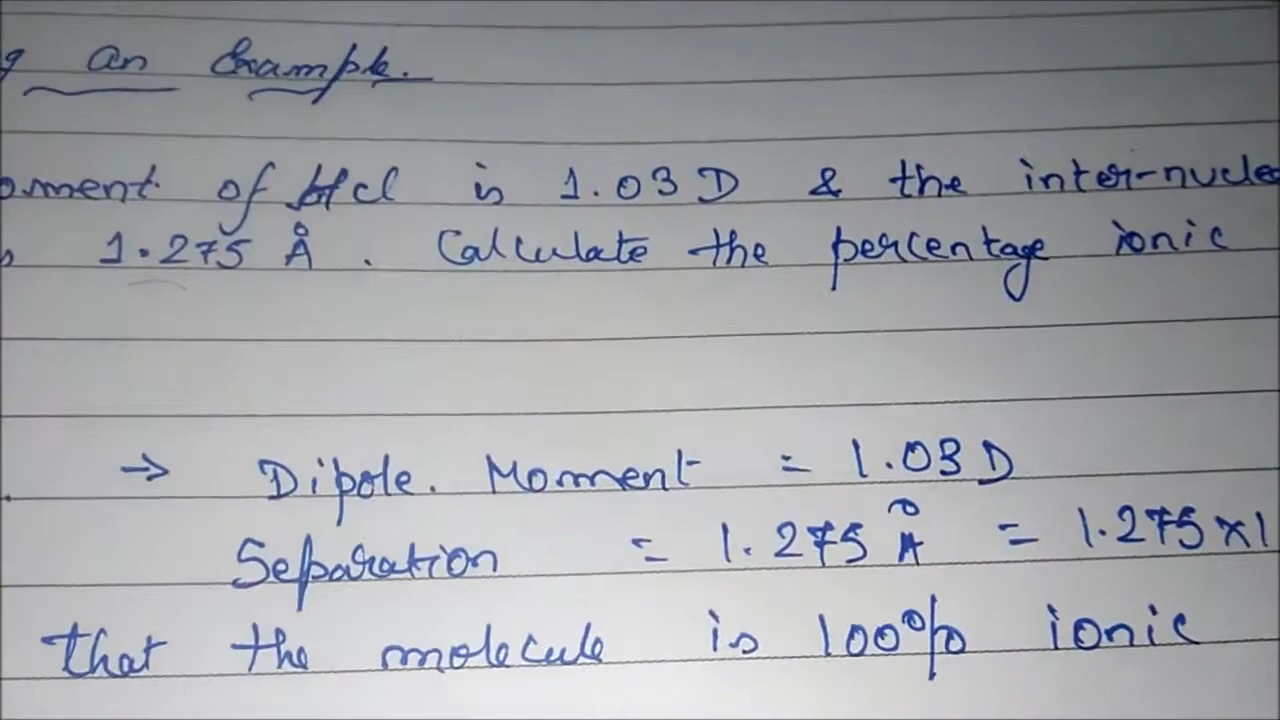 g an Example.
oment of Hcl is 1.03 D & the inter-nucle
s 1.275 Å . Calculate the percentage ionic
→ Dipole. Moment = 1.03 D
Separation = 1.275 Å = 1.275 x 1
that the molecule is 100% ionic